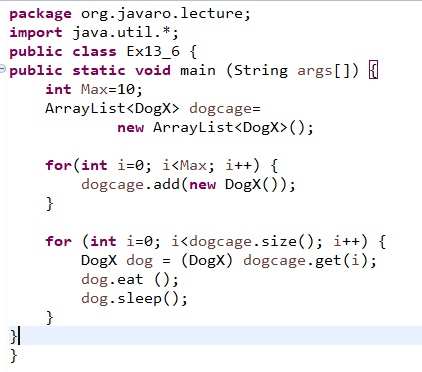 package org.javaro.lecture;
import java.util.*;
public class Ex13_6 {
public static void main (String args[]) {
    int Max=10;
    ArrayList<DogX> dogcage=
            new ArrayList<DogX>();

    for(int i=0; i<Max; i++) {
        dogcage.add(new DogX());
    }

    for (int i=0; i<dogcage.size(); i++) {
        DogX dog = (DogX) dogcage.get(i);
        dog.eat ();
        dog.sleep();
    }
}
}